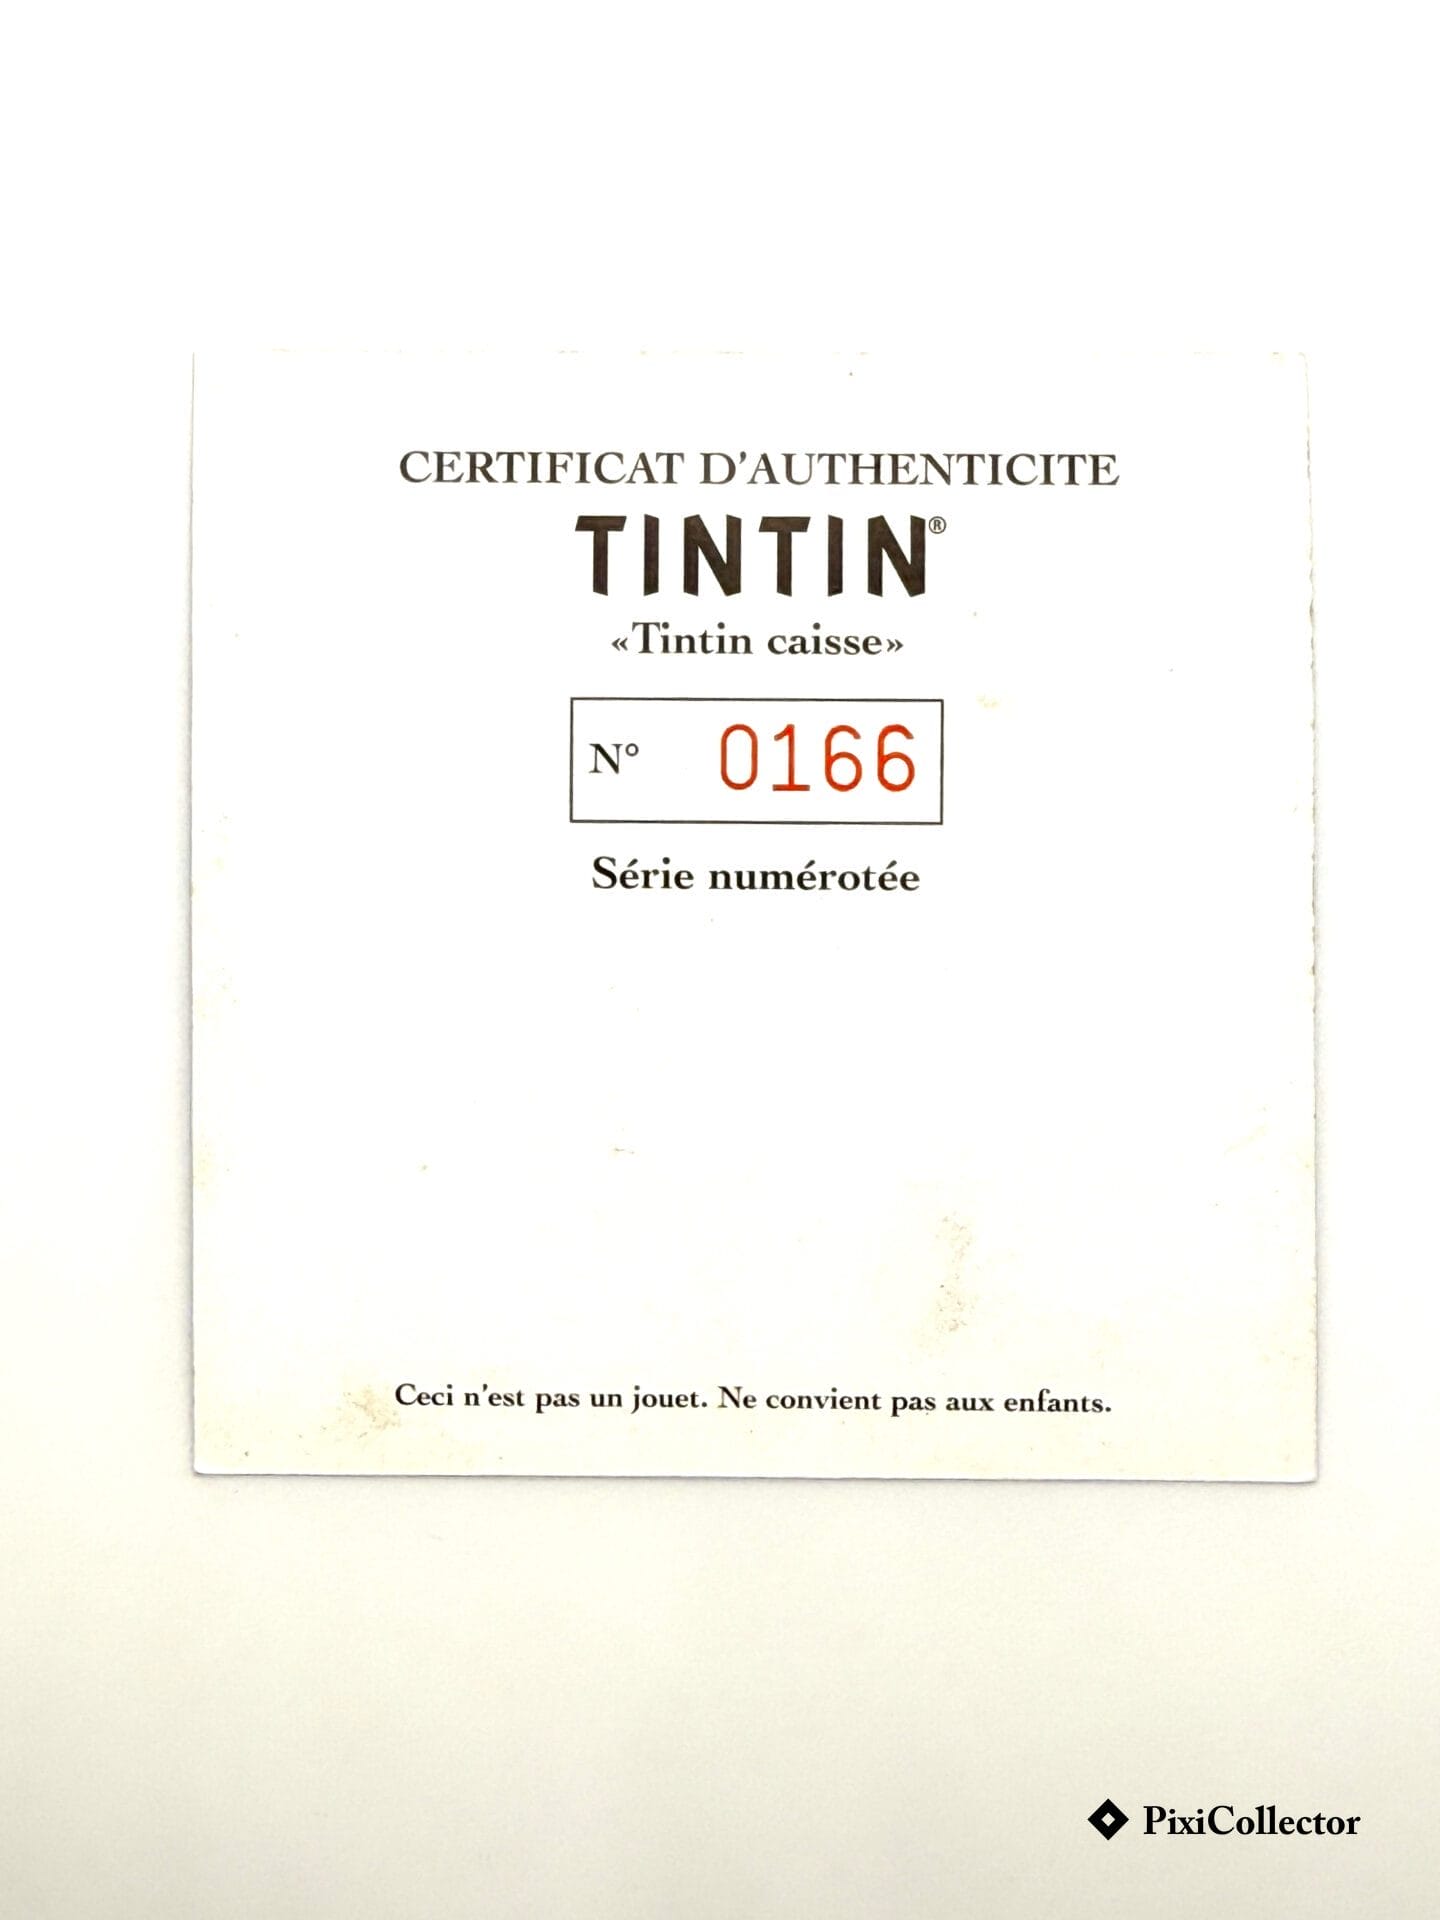 CERTIFICAT D'AUTHENTICITE
TINTIN®
«Tintin caisse»
N° 0166
Série numérotée
Ceci n'est pas un jouet. Ne convient pas aux enfants.
PixiCollector